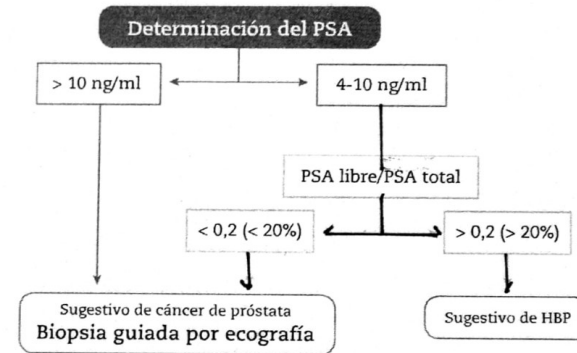 Determinación del PSA
> 10 ng/ml
4-10 ng/ml
PSA libre/PSA total
< 0,2 (< 20%)
> 0,2 (> 20%)
Sugestivo de cáncer de próstata
Biopsia guiada por ecografía
Sugestivo de HBP